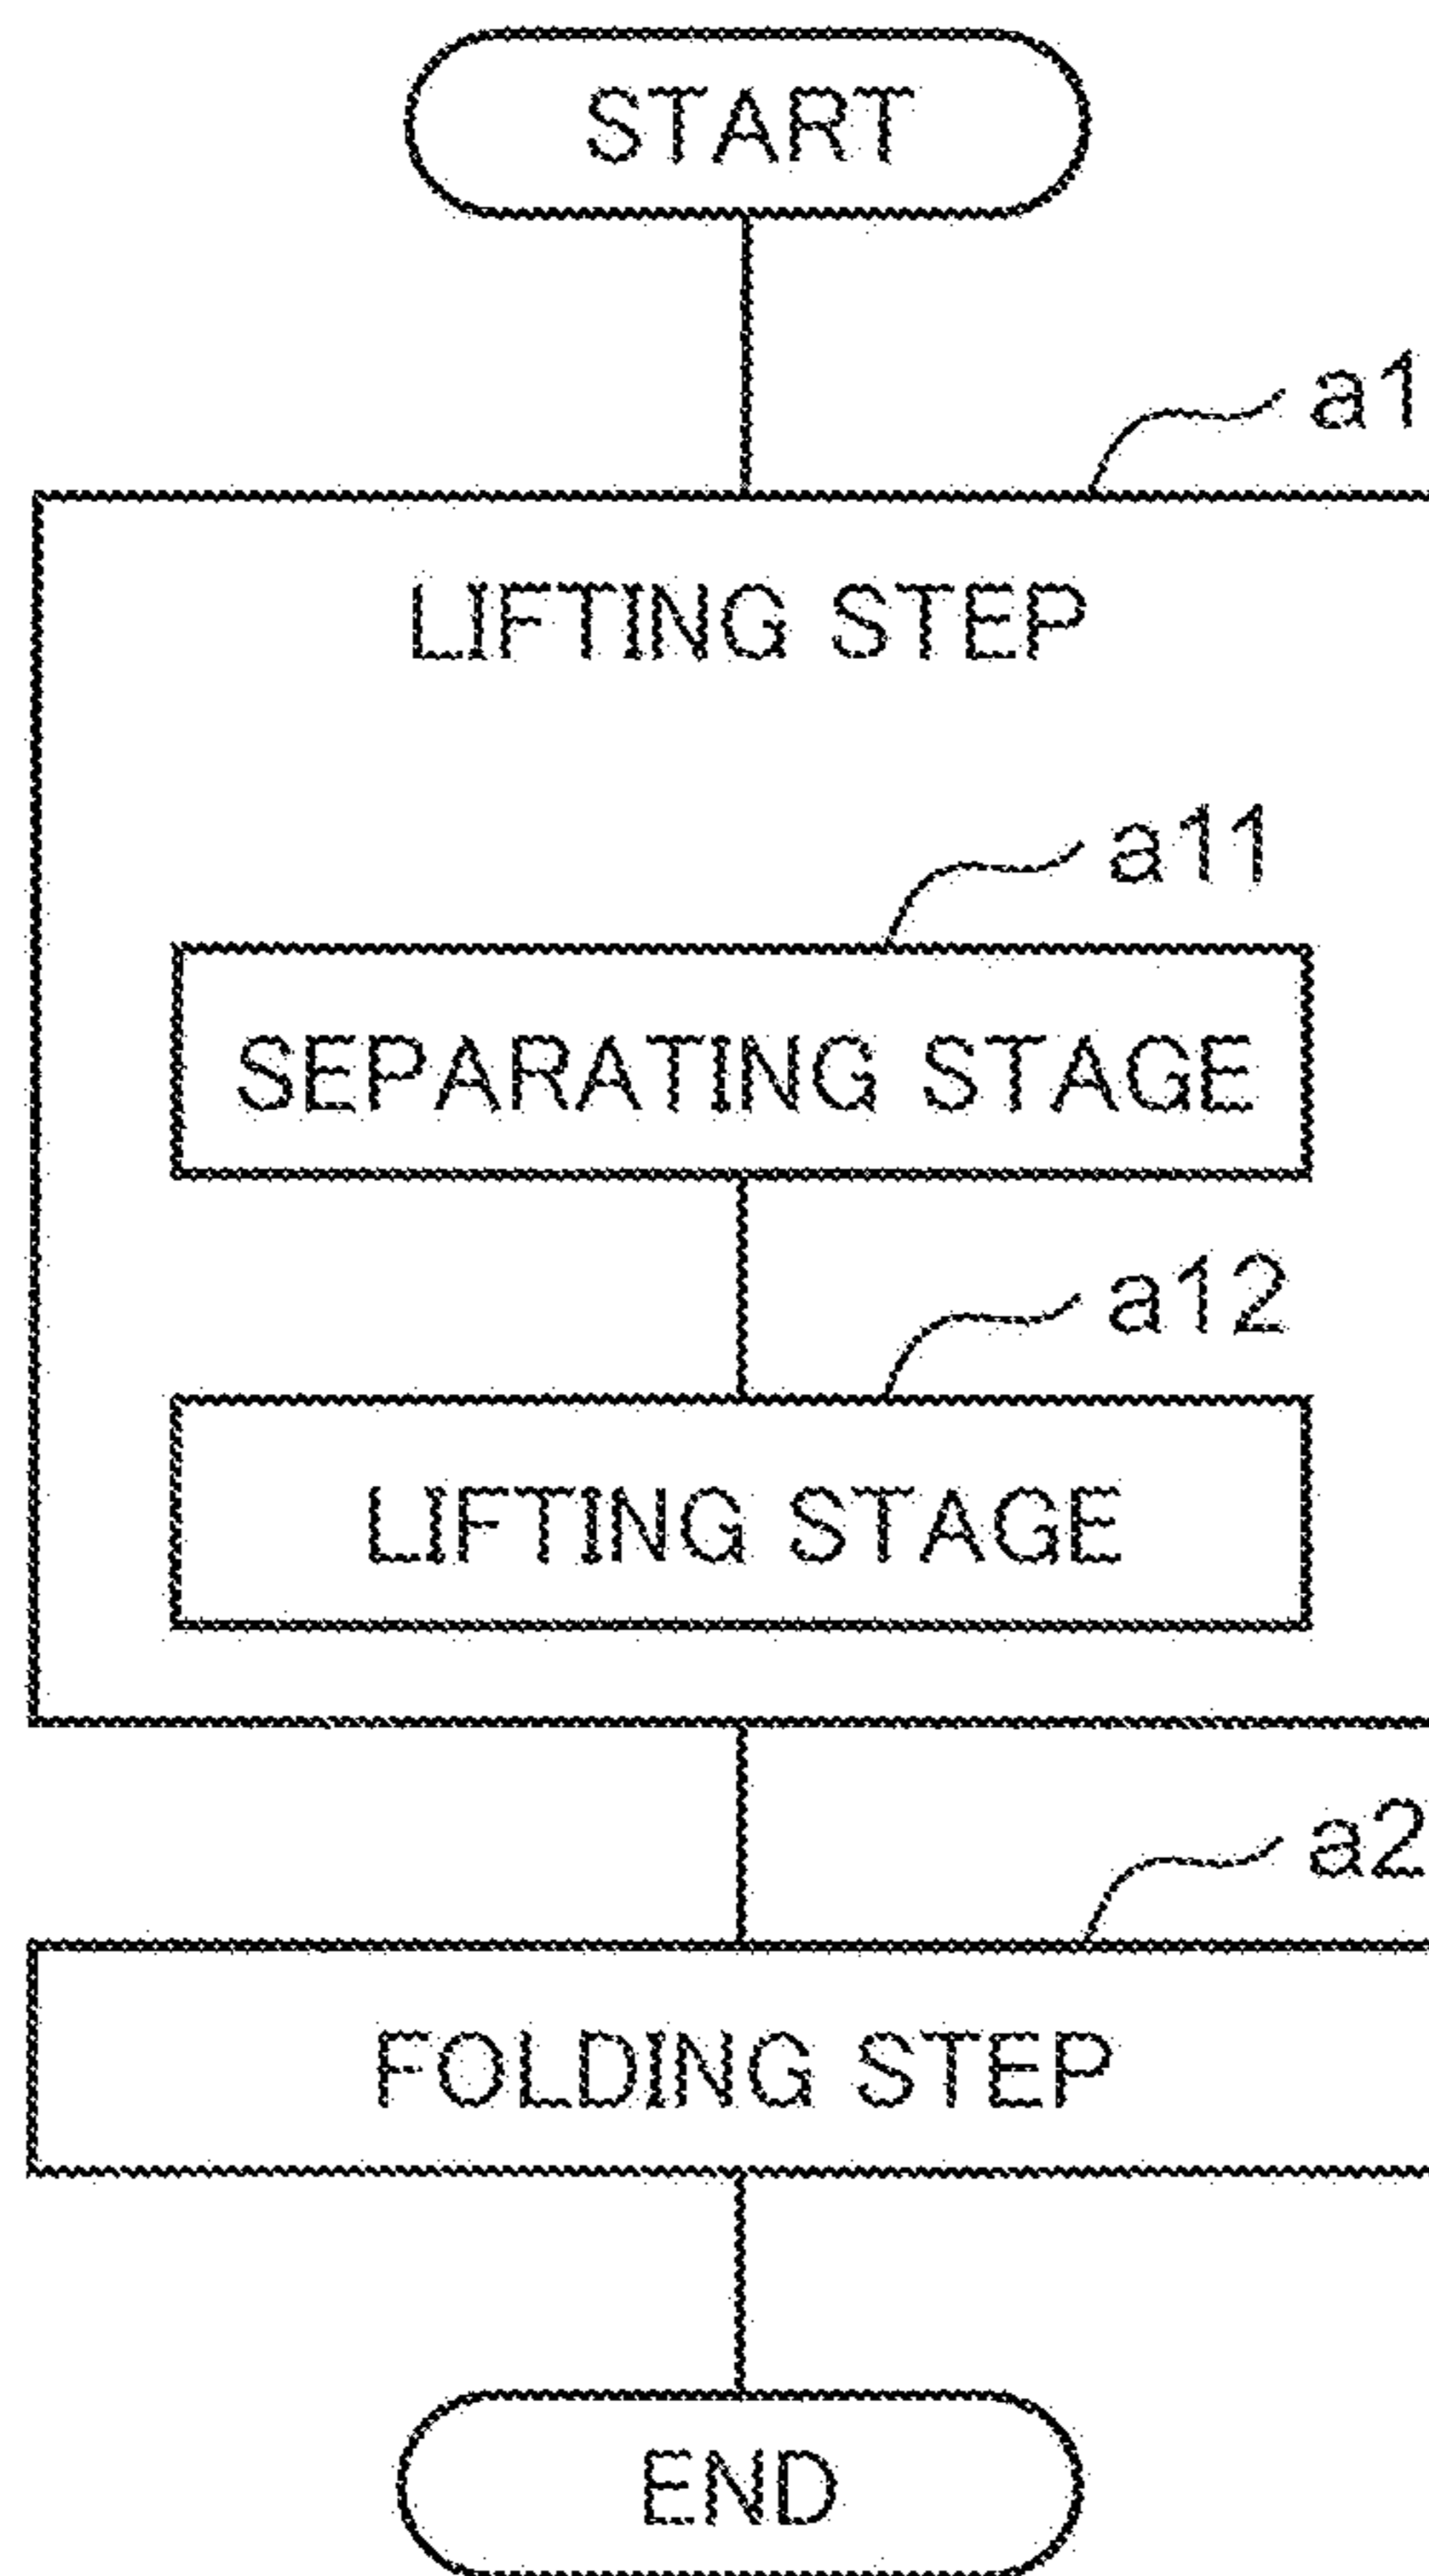 START
a1
LIFTING STEP
a11
SEPARATING STAGE
a12
LIFTING STAGE
a2
FOLDING STEP
END